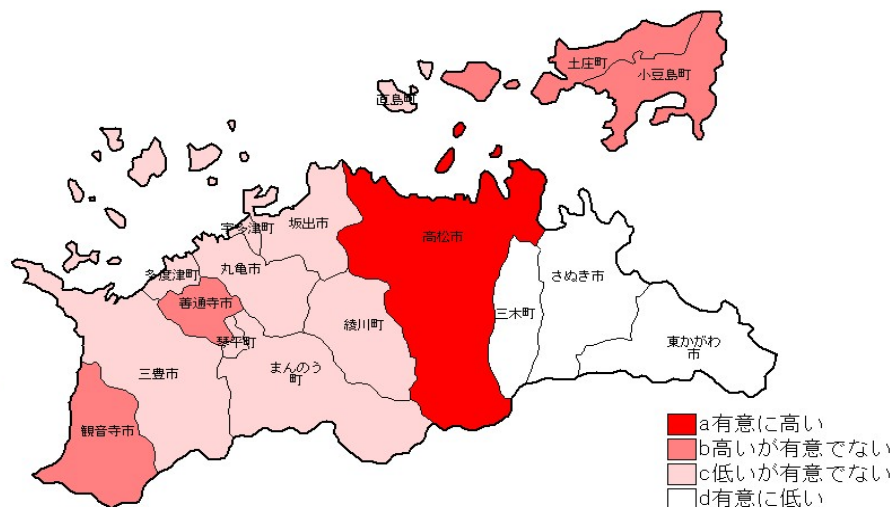 土庄町
小豆島町
直島町
宇多津町
坂出市
高松市
多度津町
丸亀市
さぬき市
善通寺市
三木町
綾川町
琴平町
東かがわ
市
三豊市
まんのう
町
観音寺市
a有意に高い
b高いが有意でない
c低いが有意でない
d有意に低い